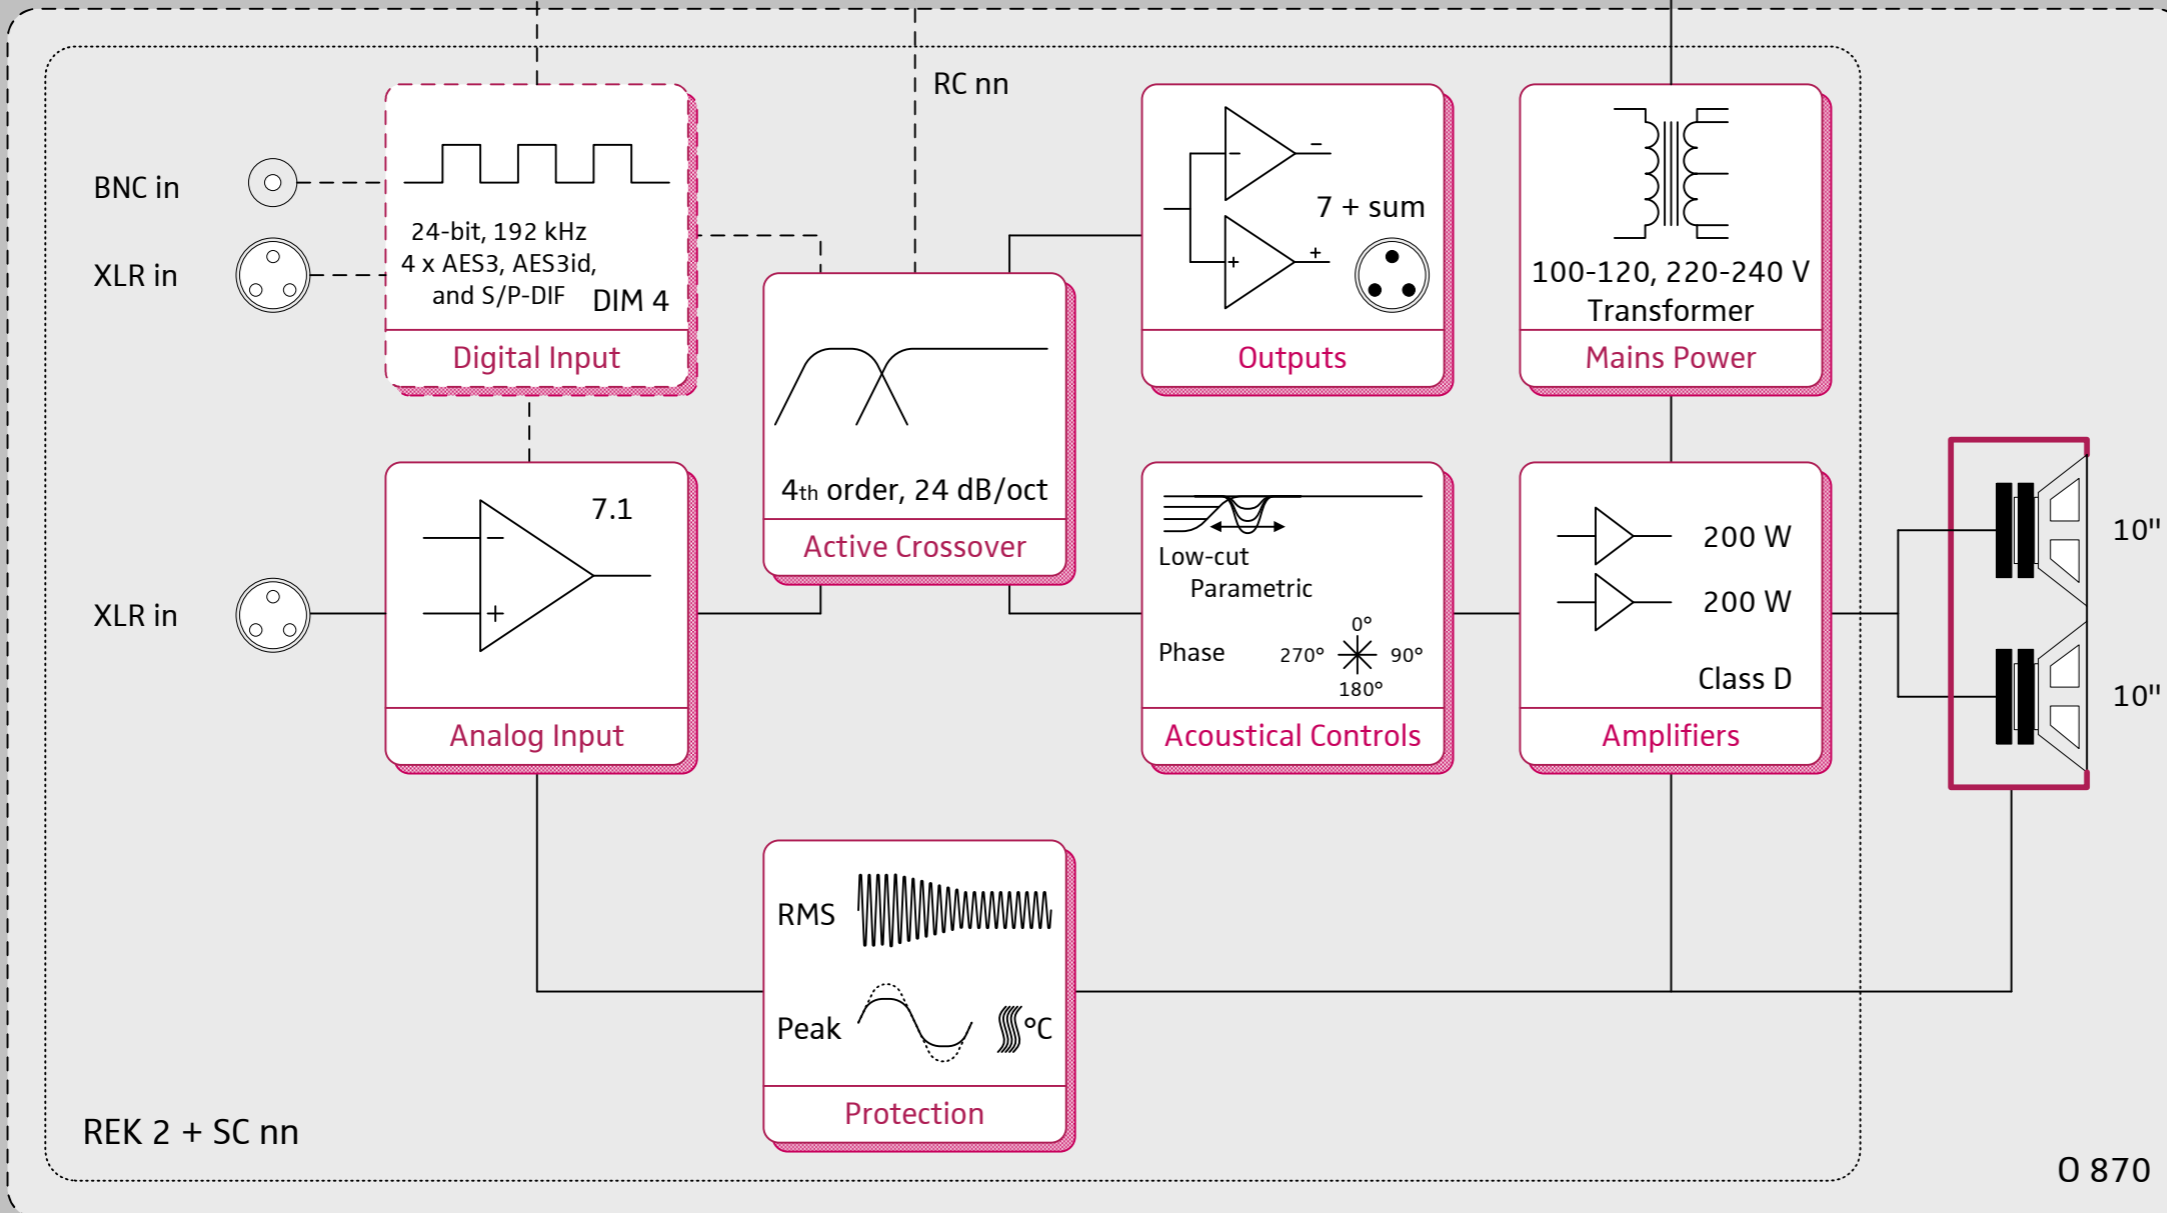 RC nn
BNC in
XLR in
24-bit, 192 kHz
4 x AES3, AES3id,
and S/P-DIF
DIM 4
Digital Input
4th order, 24 dB/oct
Active Crossover
−
−
+
+
7 + sum
Outputs
100-120, 220-240 V
Transformer
Mains Power
XLR in
7.1
−
+
Analog Input
Low-cut
Parametric
Phase
0°
270°
90°
180°
Acoustical Controls
200 W
200 W
Class D
Amplifiers
10"
10"
RMS
Peak
°C
Protection
REK 2 + SC nn
O 870